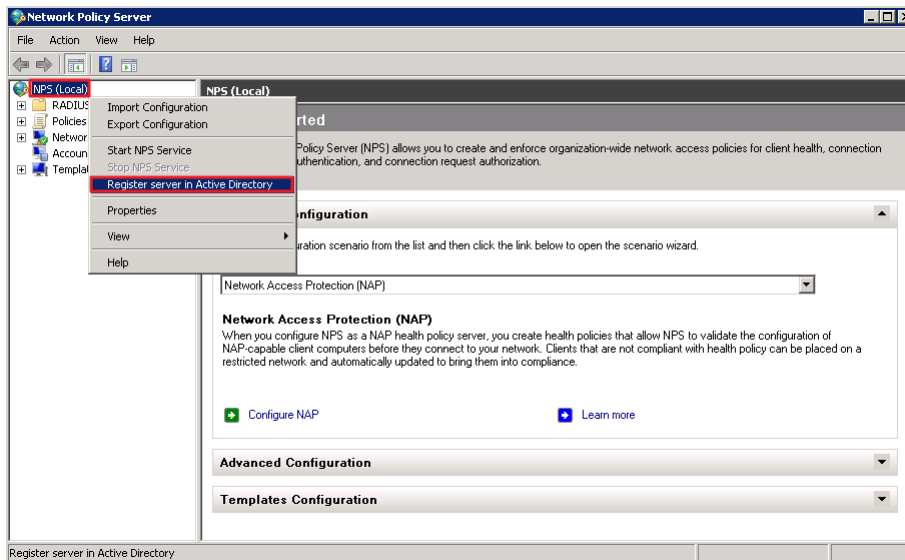 Network Policy Server
File Action View Help
NPS (Local)
RADIUS
Policies
Networ
Accoun
Templat
Import Configuration
Export Configuration
Start NPS Service
Stop NPS Service
Register server in Active Directory
Properties
View
Help
NPS (Local)
rted
Policy Server (NPS) allows you to create and enforce organization-wide network access policies for client health, connection
uthentication, and connection request authorization.
nfiguration
ration scenario from the list and then click the link below to open the scenario wizard.
Network Access Protection (NAP)
Network Access Protection (NAP)
When you configure NPS as a NAP health policy server, you create health policies that allow NPS to validate the configuration of
NAP-capable client computers before they connect to your network. Clients that are not compliant with health policy can be placed on a
restricted network and automatically updated to bring them into compliance.
Configure NAP
Learn more
Advanced Configuration
Templates Configuration
Register server in Active Directory